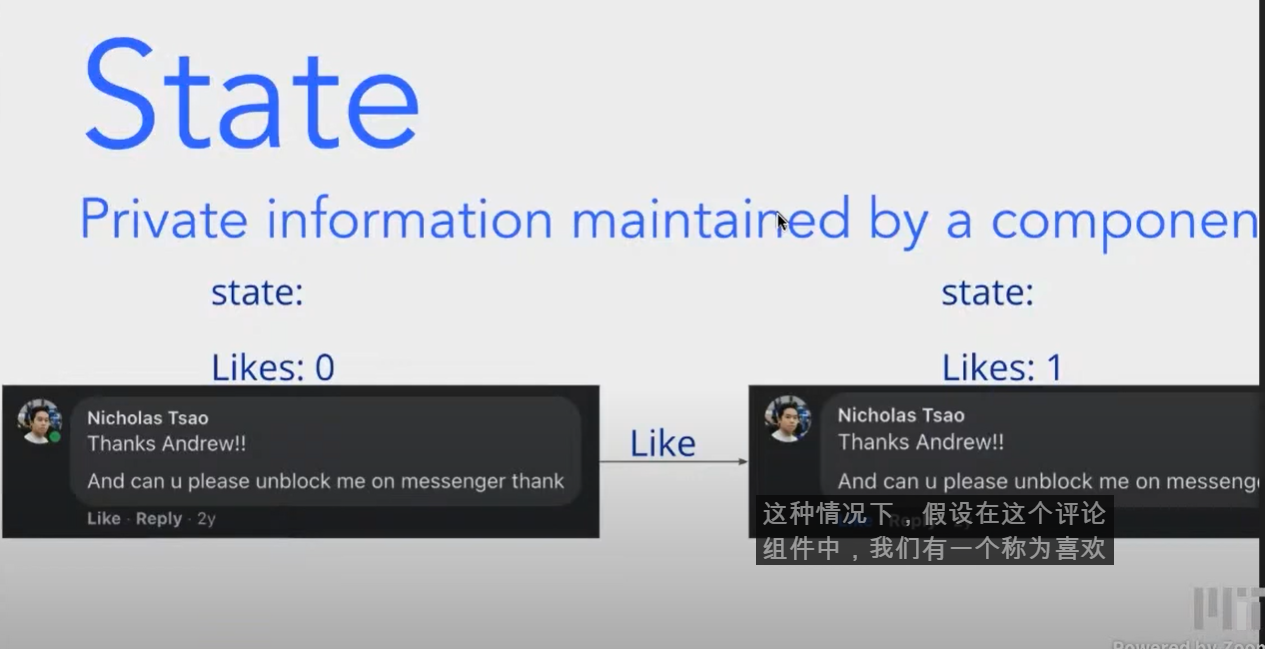 State
Private information maintained by a componen
state:
state:
Likes: 0
Likes: 1
Nicholas Tsao
Thanks Andrew!!
And can u please unblock me on messenger thank
Like · Reply · 2y
Like
Nicholas Tsao
Thanks Andrew!!
And can u please unblock me on messeng
这种情况下，假设在这个评论
组件中，我们有一个称为喜欢
Powered by Zoom